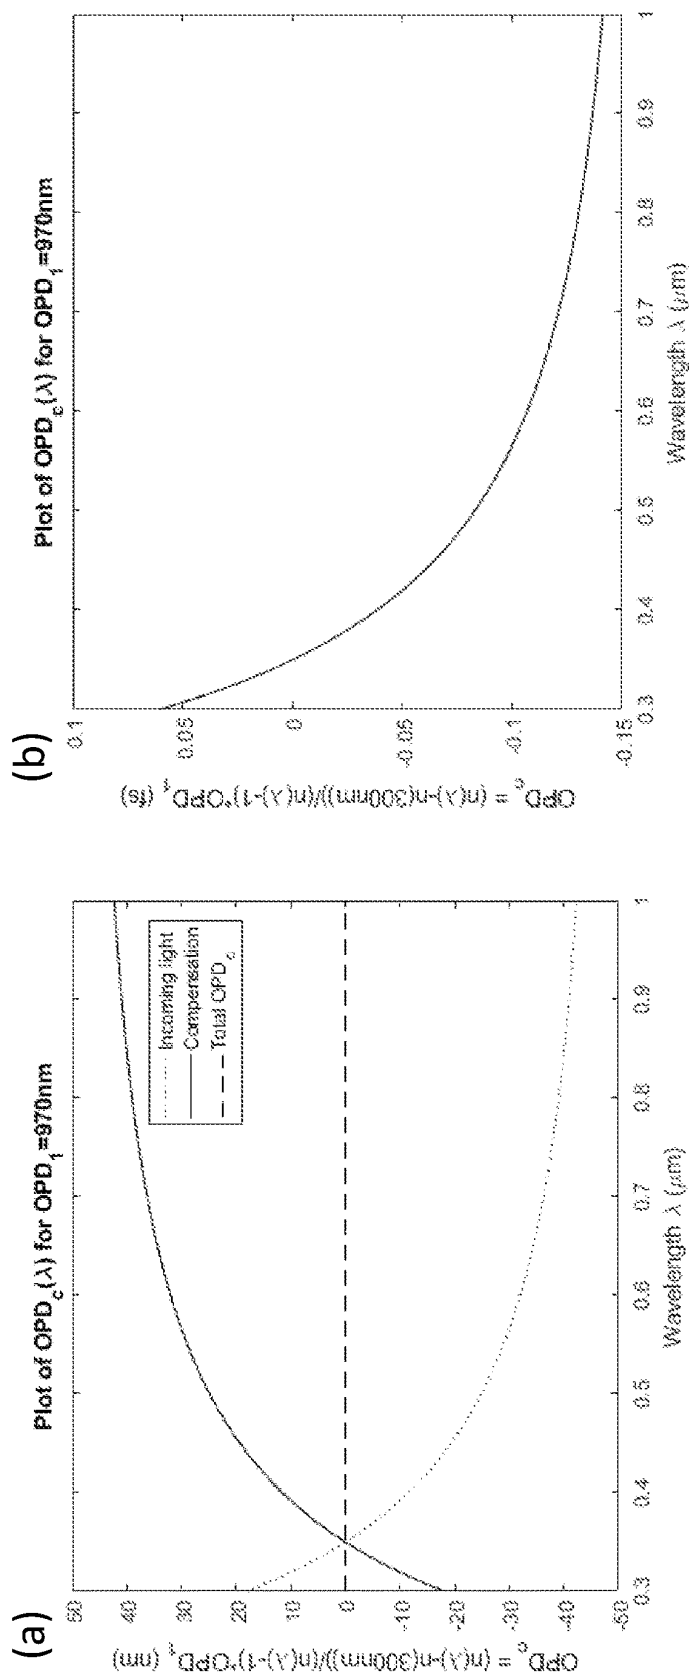 (a)
Plot of OPD_c(λ) for OPD_1=970nm
OPD_c = (n(λ)-n(300nm))/(n(λ)-1)*OPD_1 (nm)
50
40
30
20
10
0
-10
-20
-30
-40
-50
Incoming light
Compensation
Total OPD_c
0.3 0.4 0.5 0.6 0.7 0.8 0.9 1
Wavelength λ (μm)
(b)
Plot of OPD_c(λ) for OPD_1=970nm
OPD_c = (n(λ)-n(300nm))/(n(λ)-1)*OPD_1 (fs)
0.1
0.05
0
-0.05
-0.1
-0.15
0.3 0.4 0.5 0.6 0.7 0.8 0.9 1
Wavelength λ (μm)